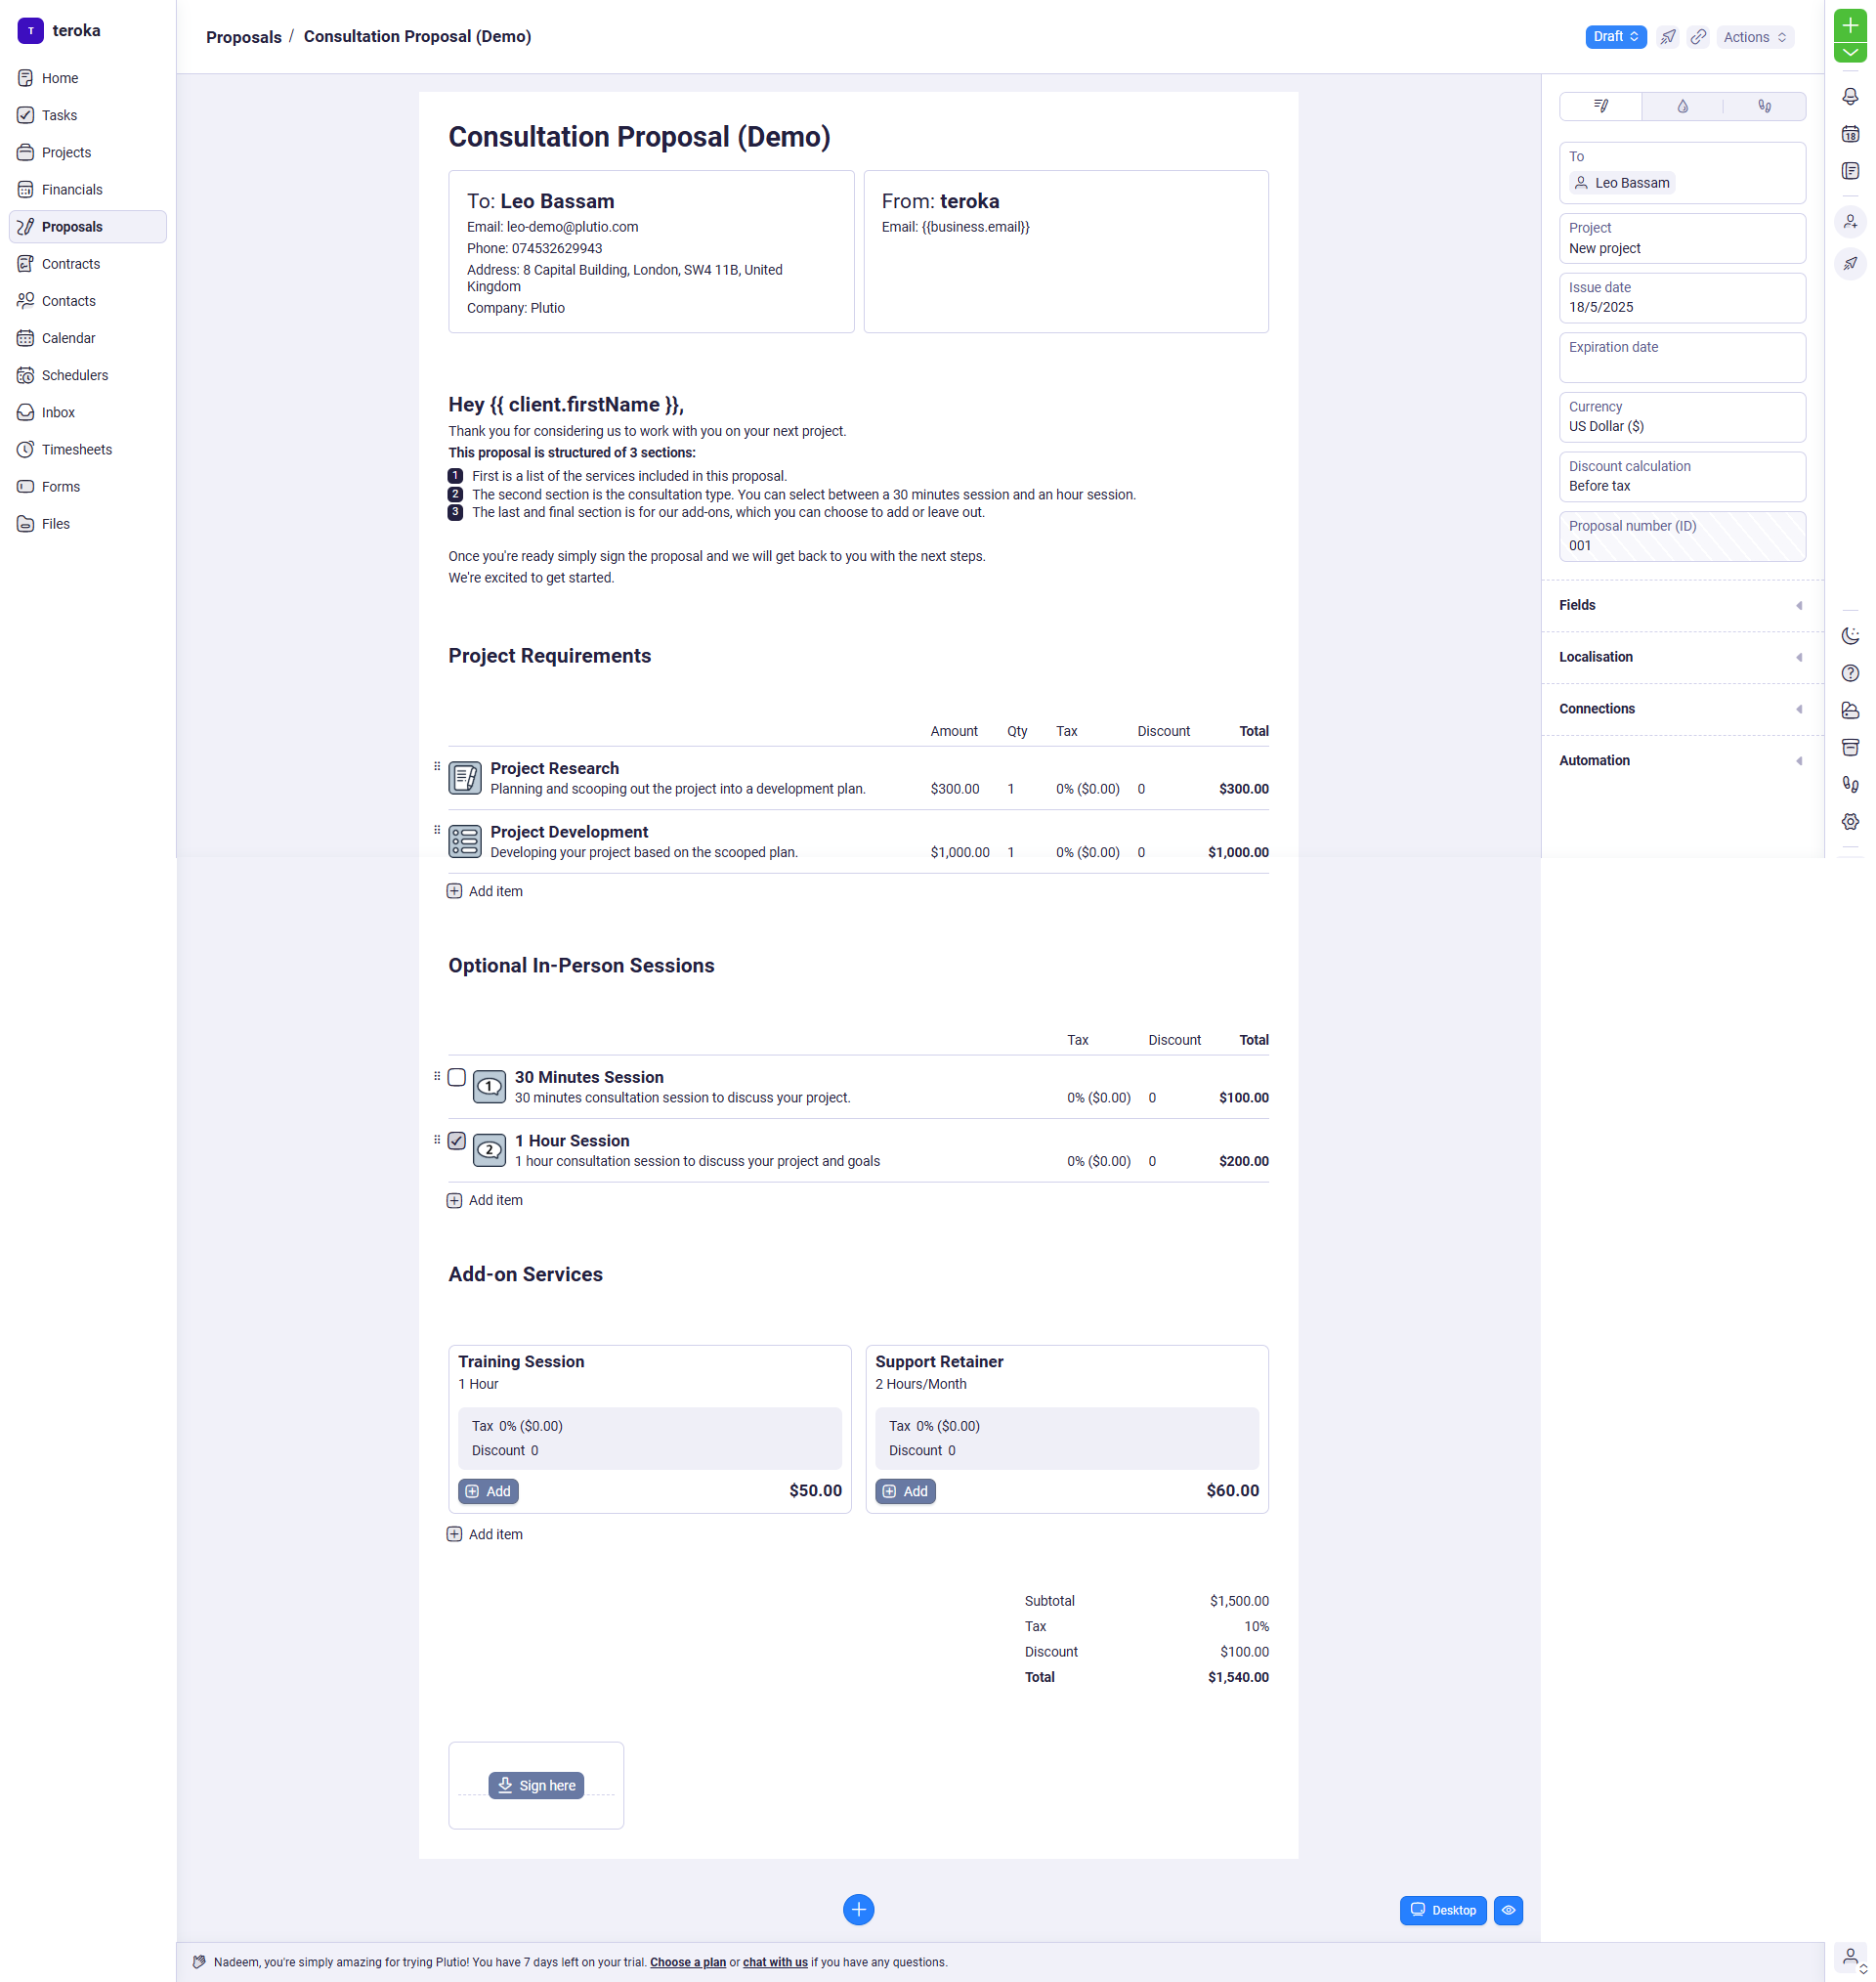 T teroka
Home
Tasks
Projects
Financials
Proposals
Contracts
Contacts
Calendar
Schedulers
Inbox
Timesheets
Forms
Files
Proposals / Consultation Proposal (Demo)
Draft
Actions
Consultation Proposal (Demo)
To: Leo Bassam
Email: leo-demo@plutio.com
Phone: 074532629943
Address: 8 Capital Building, London, SW4 11B, United
Kingdom
Company: Plutio
From: teroka
Email: {{business.email}}
Hey {{ client.firstName }},
Thank you for considering us to work with you on your next project.
This proposal is structured of 3 sections:
1 First is a list of the services included in this proposal.
2 The second section is the consultation type. You can select between a 30 minutes session and an hour session.
3 The last and final section is for our add-ons, which you can choose to add or leave out.
Once you're ready simply sign the proposal and we will get back to you with the next steps.
We're excited to get started.
Project Requirements
Amount Qty Tax Discount Total
Project Research
Planning and scooping out the project into a development plan. $300.00 1 0% ($0.00) 0 $300.00
Project Development
Developing your project based on the scooped plan. $1,000.00 1 0% ($0.00) 0 $1,000.00
Add item
Optional In-Person Sessions
Tax Discount Total
1 30 Minutes Session
30 minutes consultation session to discuss your project. 0% ($0.00) 0 $100.00
2 1 Hour Session
1 hour consultation session to discuss your project and goals 0% ($0.00) 0 $200.00
Add item
Add-on Services
Training Session
1 Hour
Tax 0% ($0.00)
Discount 0
Add $50.00
Support Retainer
2 Hours/Month
Tax 0% ($0.00)
Discount 0
Add $60.00
Add item
Subtotal $1,500.00
Tax 10%
Discount $100.00
Total $1,540.00
Sign here
Desktop
To
Leo Bassam
Project
New project
Issue date
18/5/2025
Expiration date
Currency
US Dollar ($)
Discount calculation
Before tax
Proposal number (ID)
001
Fields
Localisation
Connections
Automation
18
Nadeem, you're simply amazing for trying Plutio! You have 7 days left on your trial. Choose a plan or chat with us if you have any questions.